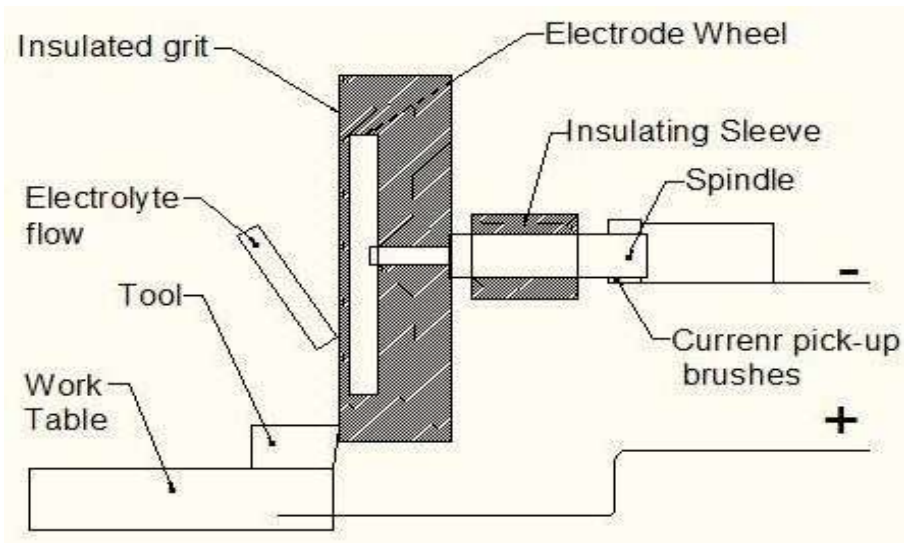 Insulated grit
Electrode Wheel
Insulating Sleeve
Spindle
Electrolyte
flow
-
Tool
Currenr pick-up
brushes
Work
Table
+